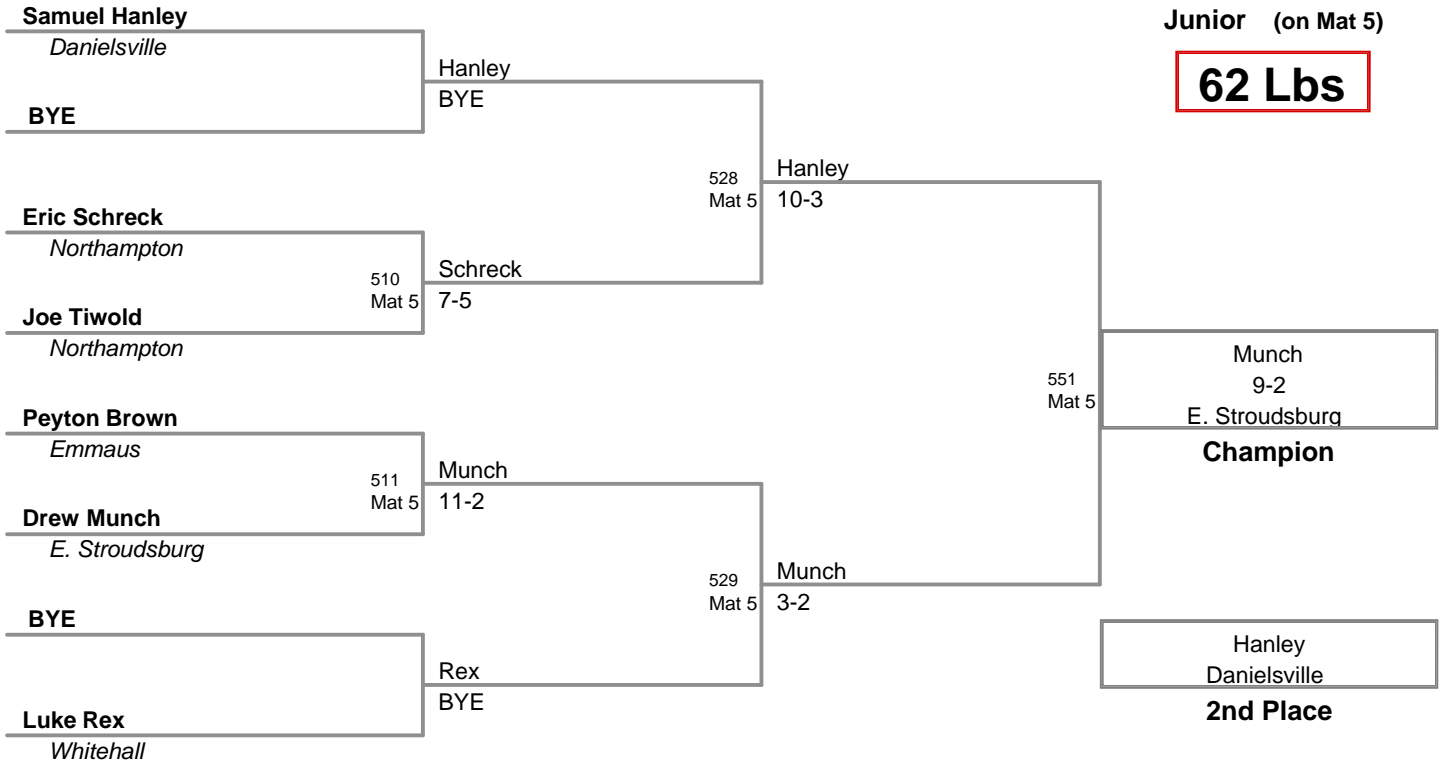 Samuel Hanley
Danielsville
BYE
Hanley
BYE
Eric Schreck
Northampton
Joe Tiwold
Northampton
510
Mat 5
Schreck
7-5
528
Mat 5
Hanley
10-3
Peyton Brown
Emmaus
Drew Munch
E. Stroudsburg
511
Mat 5
Munch
11-2
BYE
Luke Rex
Whitehall
Rex
BYE
529
Mat 5
Munch
3-2
551
Mat 5
Junior (on Mat 5)
62 Lbs
Munch
9-2
E. Stroudsburg
Champion
Hanley
Danielsville
2nd Place